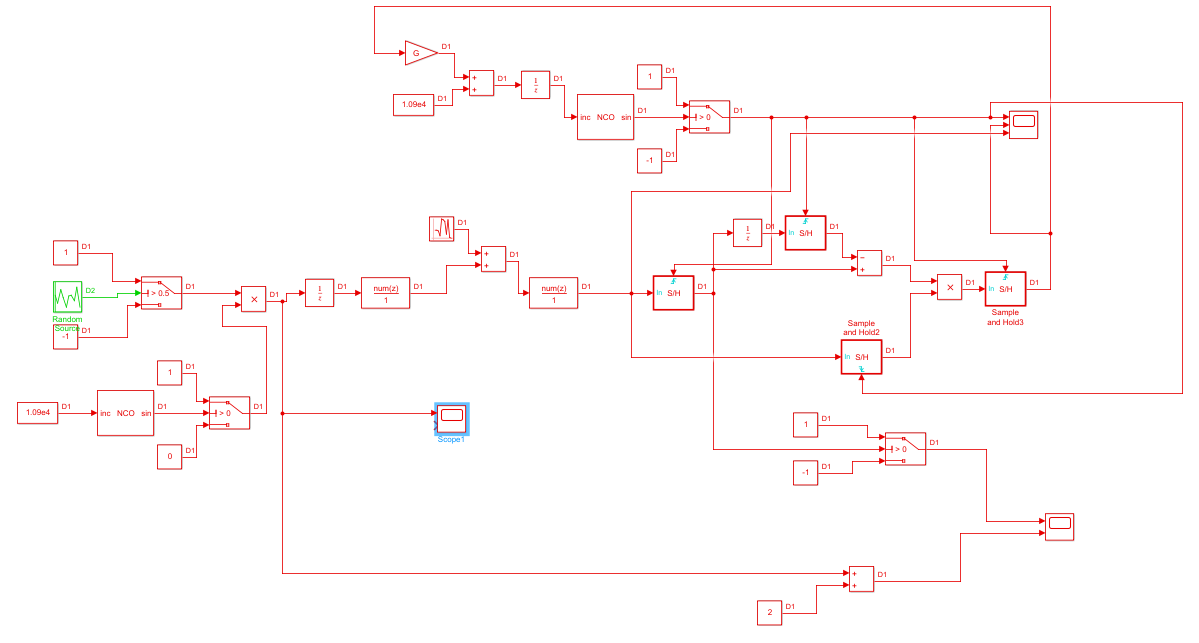 G
D1
+
+
D1
1
z
D1
1.09e4
D1
inc NCO sin
D1
1
D1
> 0
D1
-1
D1
D1
1
z
D1
In S/H
D1
1
D1
+
+
D1
−
+
D1
Random
Source
D2
> 0.5
D1
×
D1
1
z
D1
num(z)
1
D1
num(z)
1
D1
In S/H
D1
×
D1
In S/H
D1
Sample
and Hold3
-1
D1
Sample
and Hold2
In S/H
D1
1
D1
1.09e4
D1
inc NCO sin
D1
> 0
D1
0
D1
Scope1
1
D1
> 0
D1
-1
D1
+
+
D1
2
D1